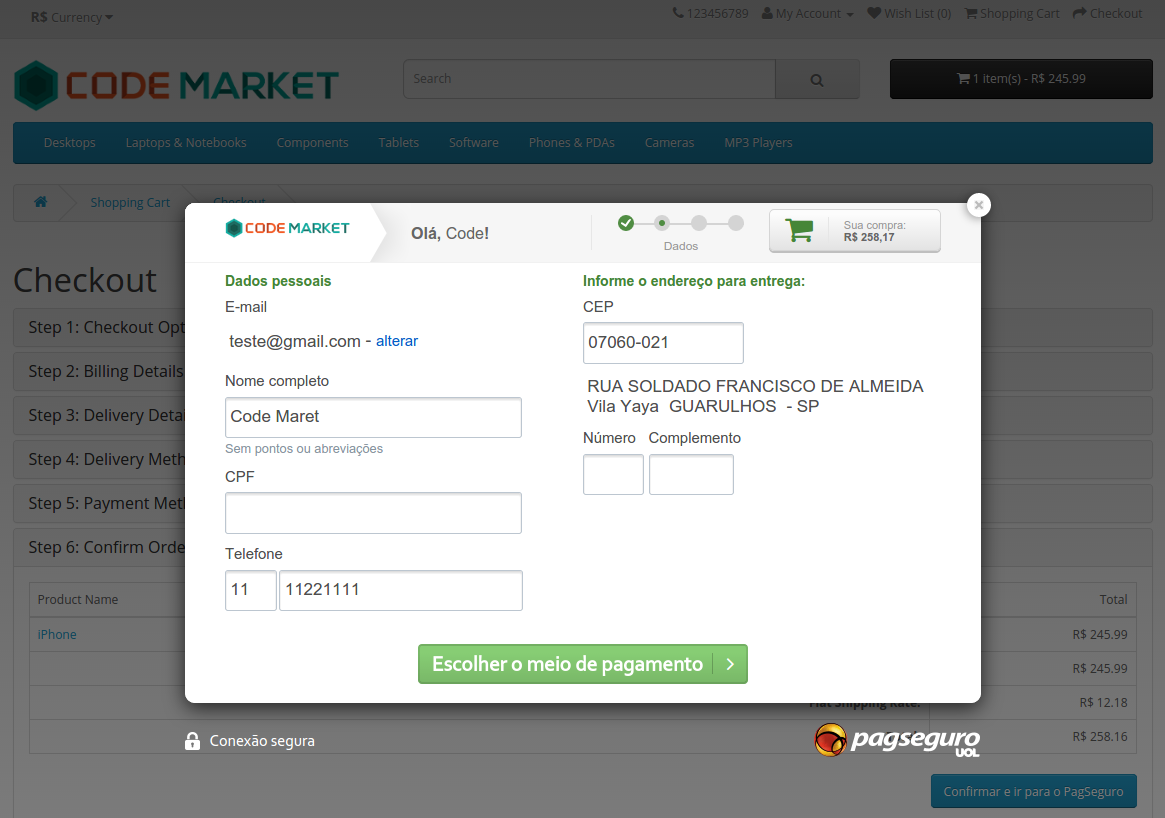 R$ Currency
123456789 My Account Wish List (0) Shopping Cart Checkout
CODE MARKET
Search
1 item(s) - R$ 245.99
Desktops Laptops & Notebooks Components Tablets Software Phones & PDAs Cameras MP3 Players
Shopping Cart Checkout
CODE MARKET
Olá, Code!
Dados
Sua compra:
R$ 258,17
Checkout
Step 1: Checkout Opt
Step 2: Billing Details
Step 3: Delivery Detai
Step 4: Delivery Meth
Step 5: Payment Met
Step 6: Confirm Orde
Dados pessoais
E-mail
teste@gmail.com - alterar
Nome completo
Code Maret
Sem pontos ou abreviações
CPF
Telefone
11 11221111
Informe o endereço para entrega:
CEP
07060-021
RUA SOLDADO FRANCISCO DE ALMEIDA
Vila Yaya GUARULHOS - SP
Número Complemento
Escolher o meio de pagamento
Product Name Total
iPhone R$ 245.99
R$ 245.99
Flat Shipping Rate: R$ 12.18
R$ 258.16
Conexão segura
pagseguro
UOL
Confirmar e ir para o PagSeguro